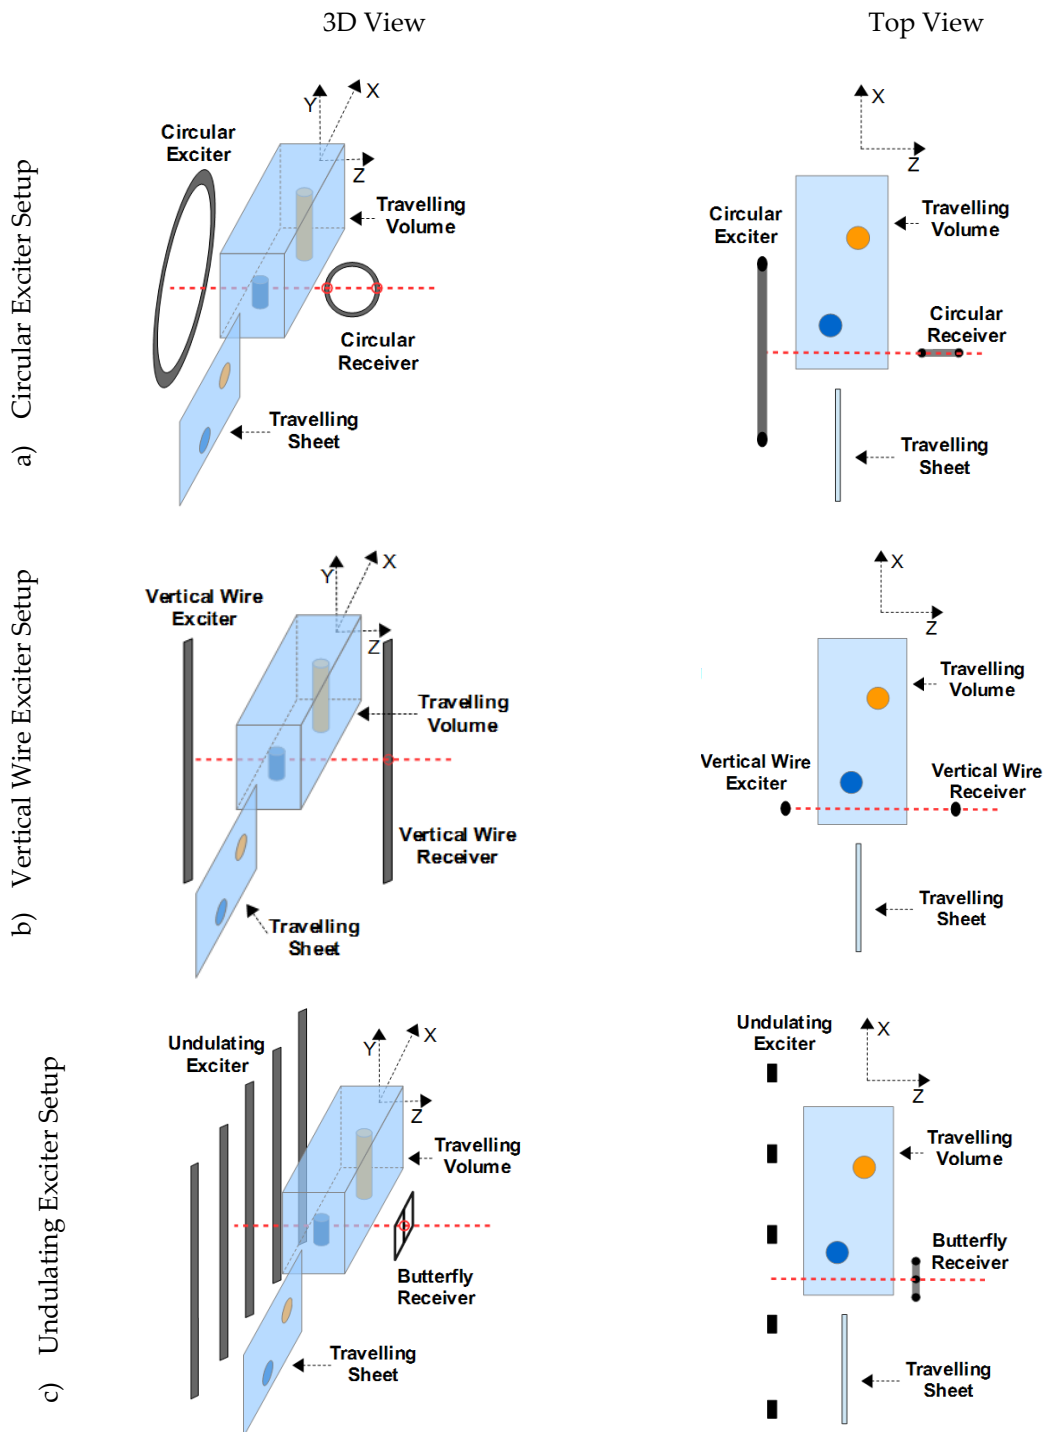 3D View
Top View
a) Circular Exciter Setup
Circular
Exciter
Y
X
Z
Travelling
Volume
Circular
Receiver
Travelling
Sheet
X
Z
Circular
Exciter
Travelling
Volume
Circular
Receiver
Travelling
Sheet
b) Vertical Wire Exciter Setup
Vertical Wire
Exciter
Y
X
Z
Travelling
Volume
Vertical Wire
Receiver
Travelling
Sheet
X
Z
Travelling
Volume
Vertical Wire
Exciter
Vertical Wire
Receiver
Travelling
Sheet
c) Undulating Exciter Setup
Undulating
Exciter
Y
X
Z
Travelling
Volume
Butterfly
Receiver
Travelling
Sheet
Undulating
Exciter
X
Z
Travelling
Volume
Butterfly
Receiver
Travelling
Sheet